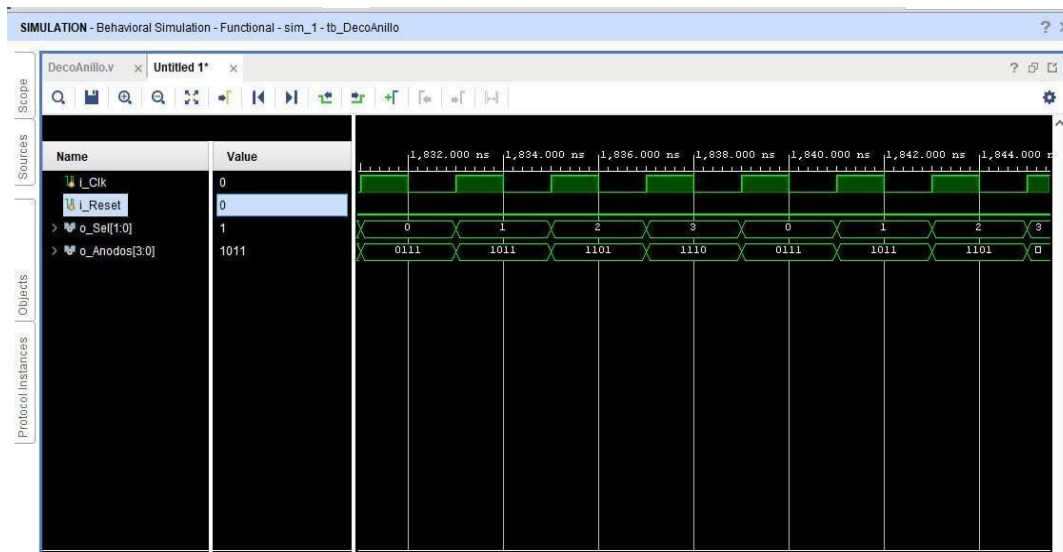 SIMULATION - Behavioral Simulation - Functional - sim_1 - tb_DecoAnillo ?
DecoAnillo.v × Untitled 1* × ?
Scope
Sources
Objects
Protocol Instances
Name Value
1,832.000 ns 1,834.000 ns 1,836.000 ns 1,838.000 ns 1,840.000 ns 1,842.000 ns 1,844.000 n
i_Clk 0
i_Reset 0
o_Sel[1:0] 1 0 1 2 3 0 1 2 3
o_Anodos[3:0] 1011 0111 1011 1101 1110 0111 1011 1101